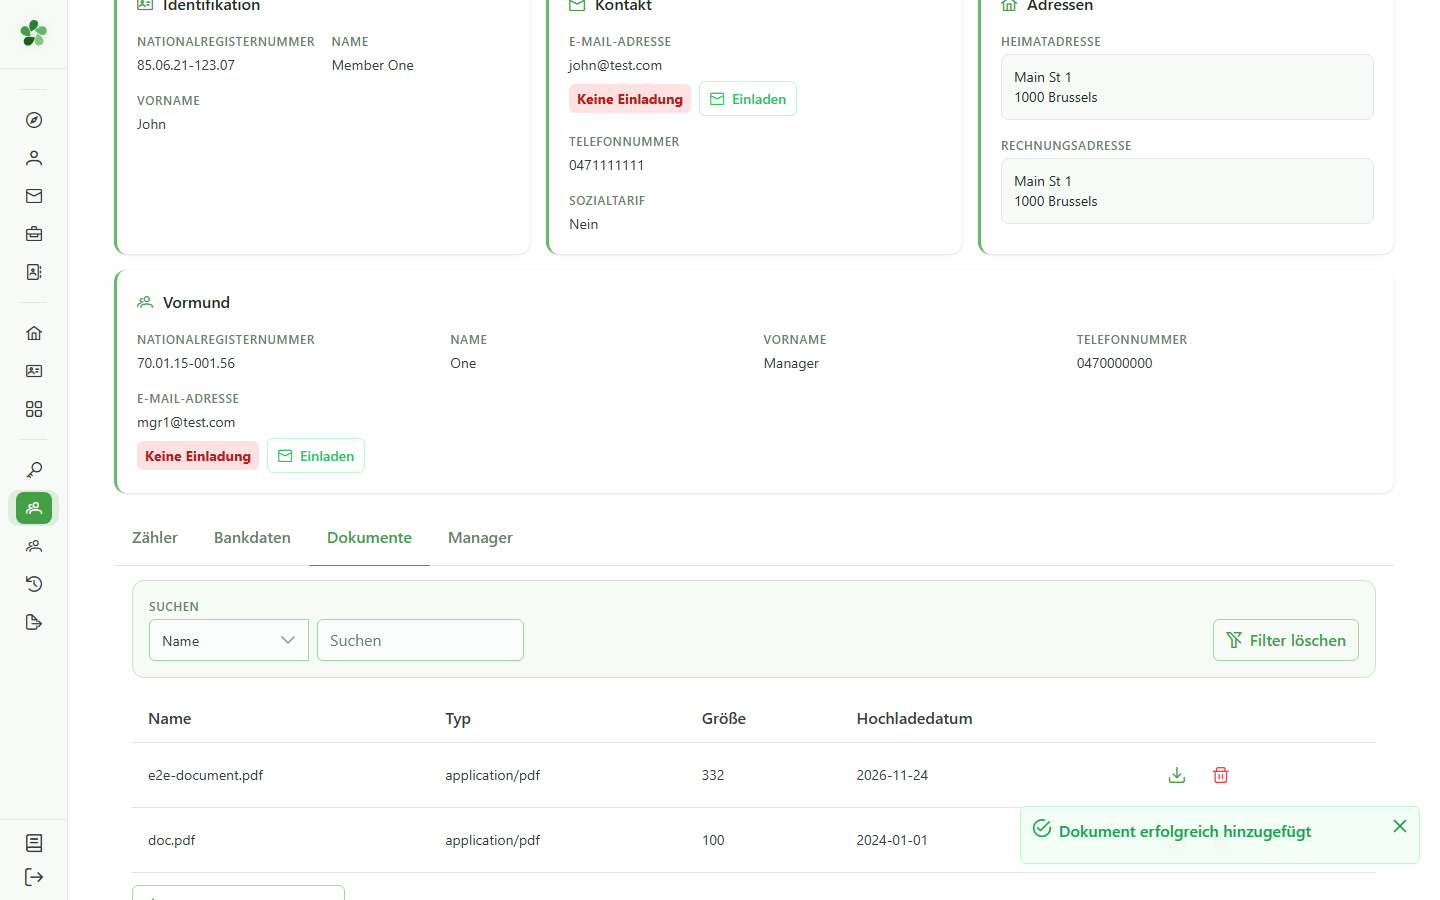 Identifikation
NATIONALREGISTERNUMMER
85.06.21-123.07
NAME
Member One
VORNAME
John
Kontakt
E-MAIL-ADRESSE
john@test.com
Keine Einladung
Einladen
TELEFONNUMMER
0471111111
SOZIALTARIF
Nein
Adressen
HEIMATADRESSE
Main St 1
1000 Brussels
RECHNUNGSADRESSE
Main St 1
1000 Brussels
Vormund
NATIONALREGISTERNUMMER
70.01.15-001.56
NAME
One
VORNAME
Manager
TELEFONNUMMER
0470000000
E-MAIL-ADRESSE
mgr1@test.com
Keine Einladung
Einladen
Zähler Bankdaten Dokumente Manager
SUCHEN
Name Suchen Filter löschen
Name Typ Größe Hochladedatum
e2e-document.pdf application/pdf 332 2026-11-24
doc.pdf application/pdf 100 2024-01-01
Dokument erfolgreich hinzugefügt